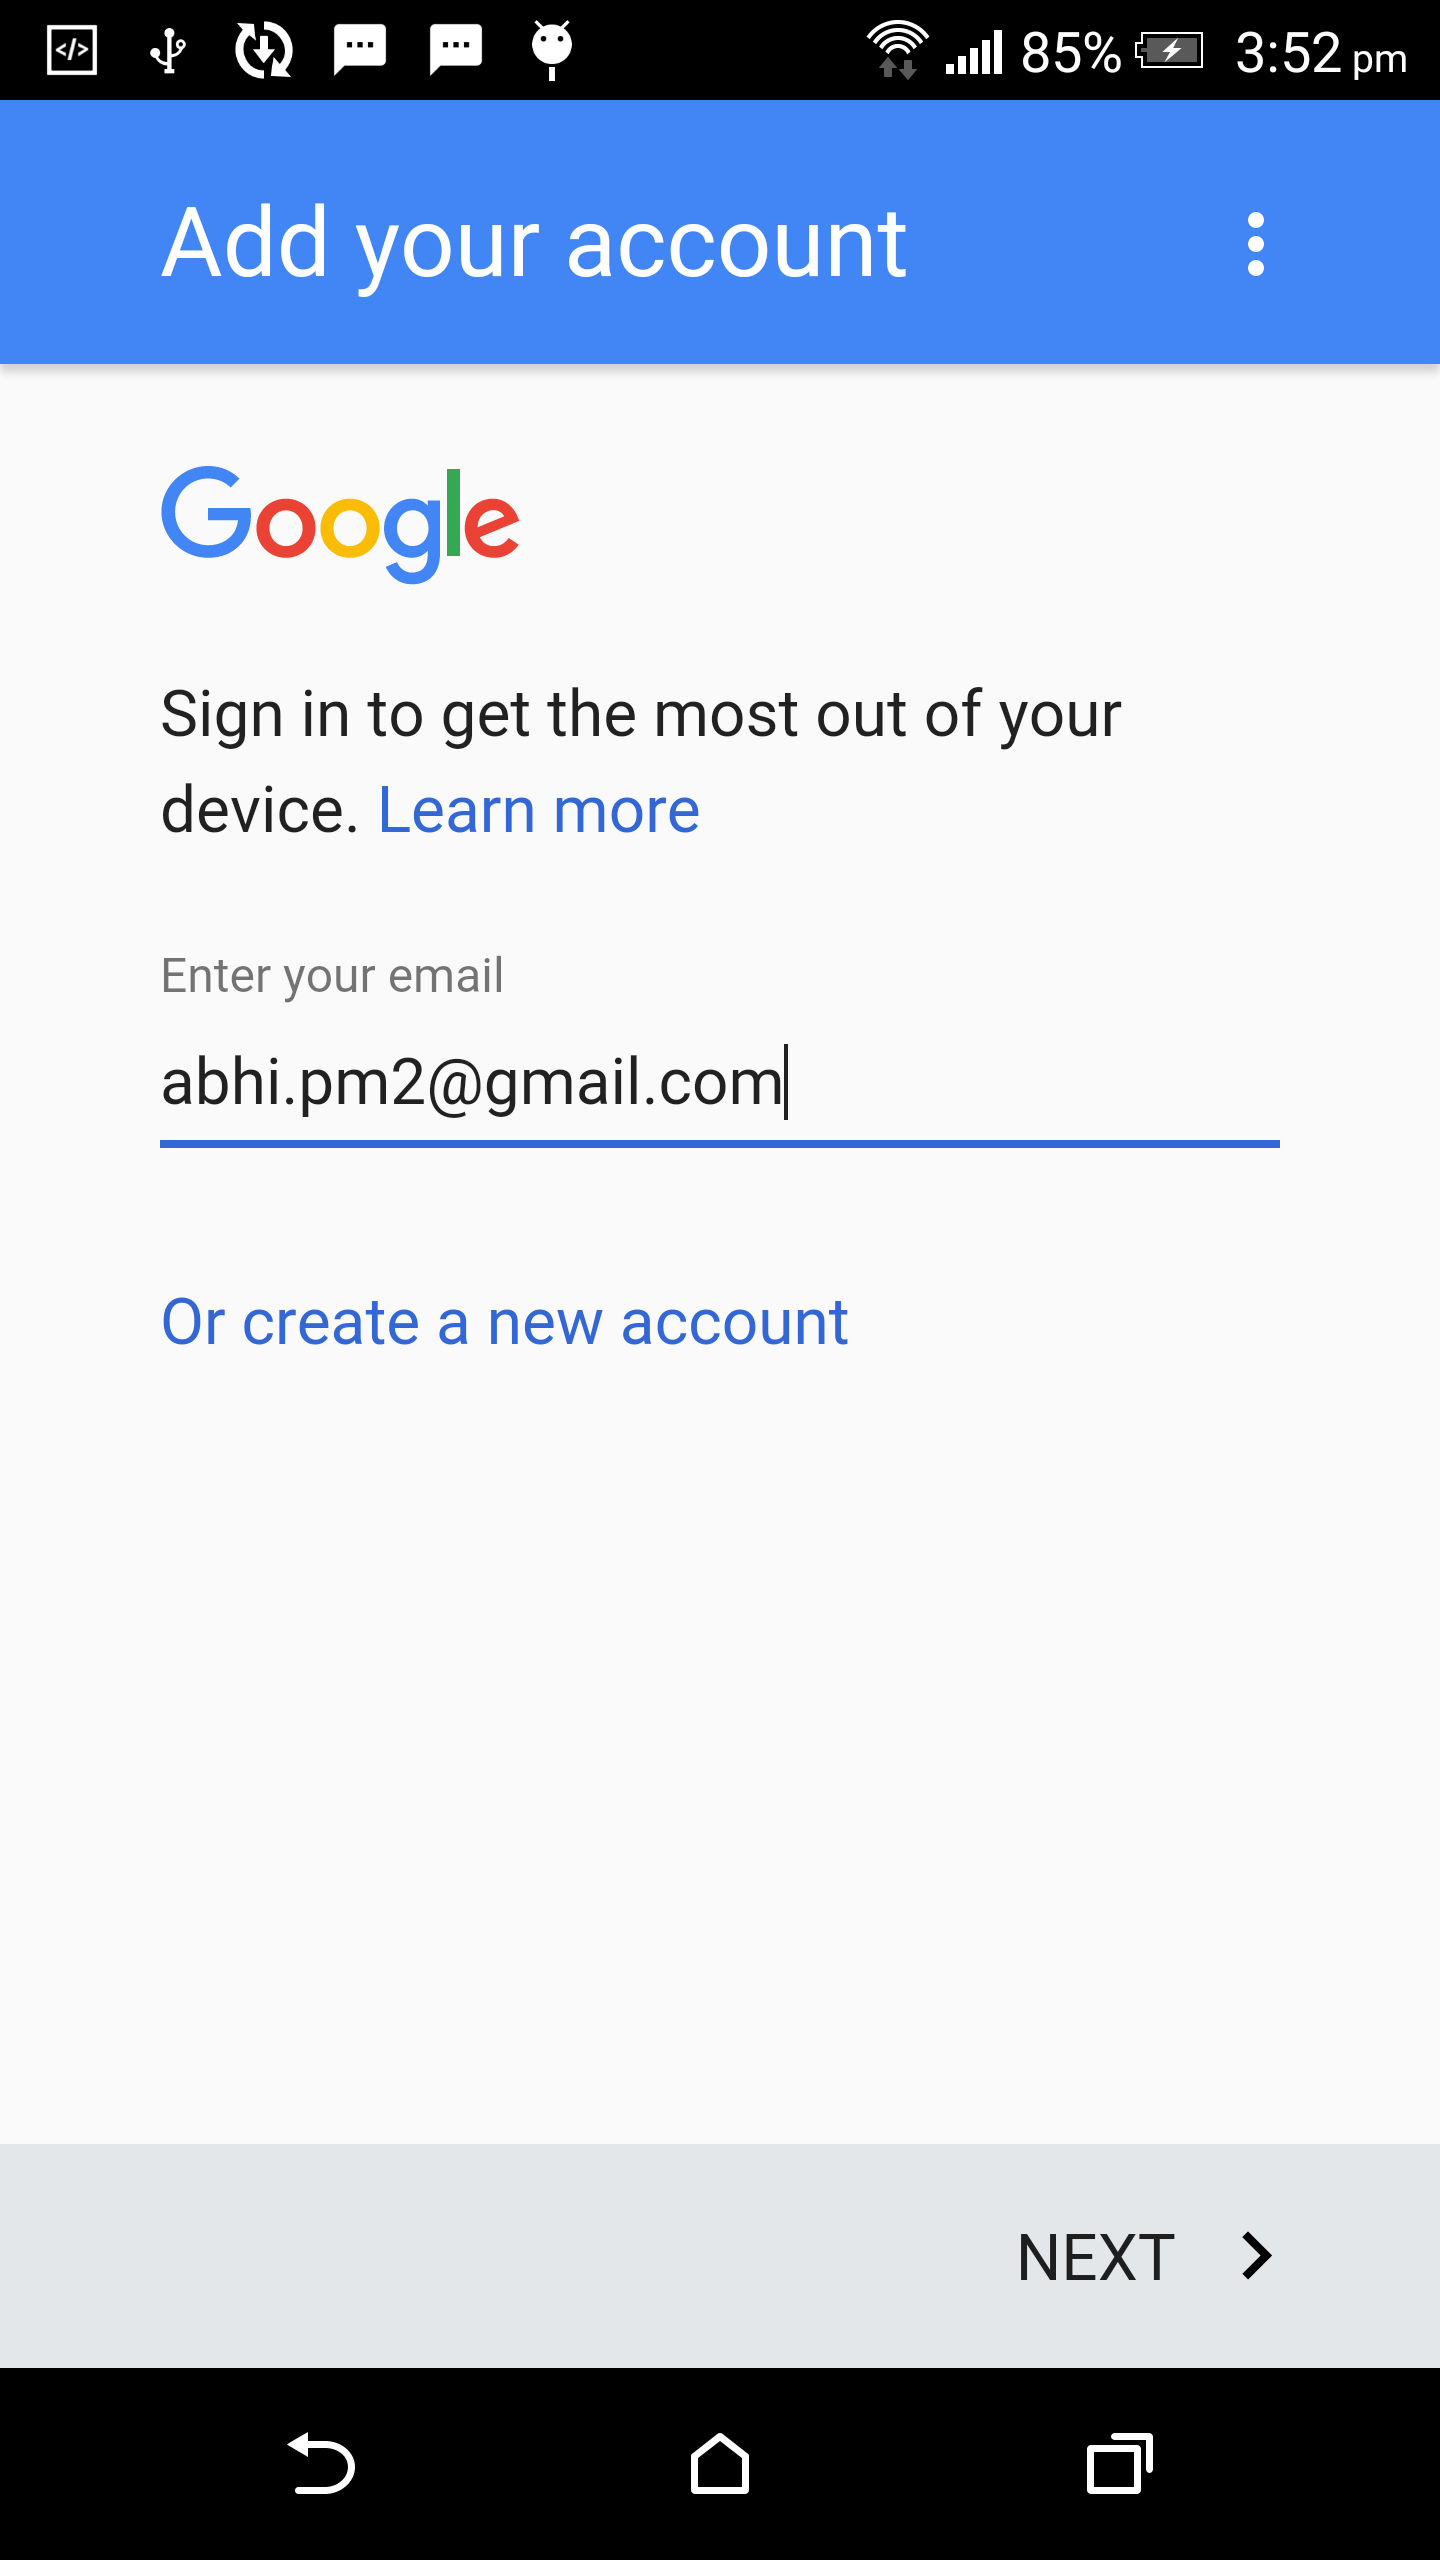 85% 3:52 pm
Add your account
Google
Sign in to get the most out of your
device. Learn more
Enter your email
abhi.pm2@gmail.com
Or create a new account
NEXT